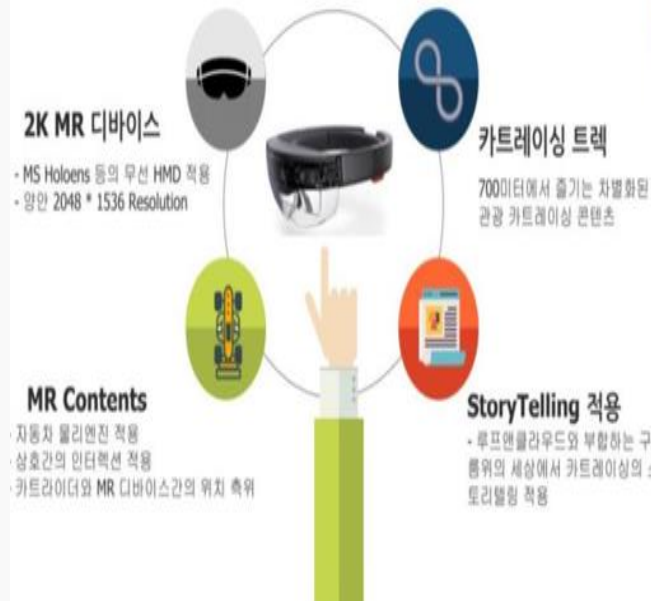 2K MR 디바이스
- MS Holoens 등의 무선 HMD 적용
- 양안 2048 * 1536 Resolution
카트레이싱 트렉
700미터에서 즐기는 차별화된
관광 카트레이싱 콘텐츠
MR Contents
- 자동차 물리엔진 적용
- 상호간의 인터렉션 적용
- 카트라이더와 MR 디바이스간의 위치 측위
StoryTelling 적용
- 루프앤클라우드와 부합하는 구
름위의 세상에서 카트레이싱의 스
토리텔링 적용